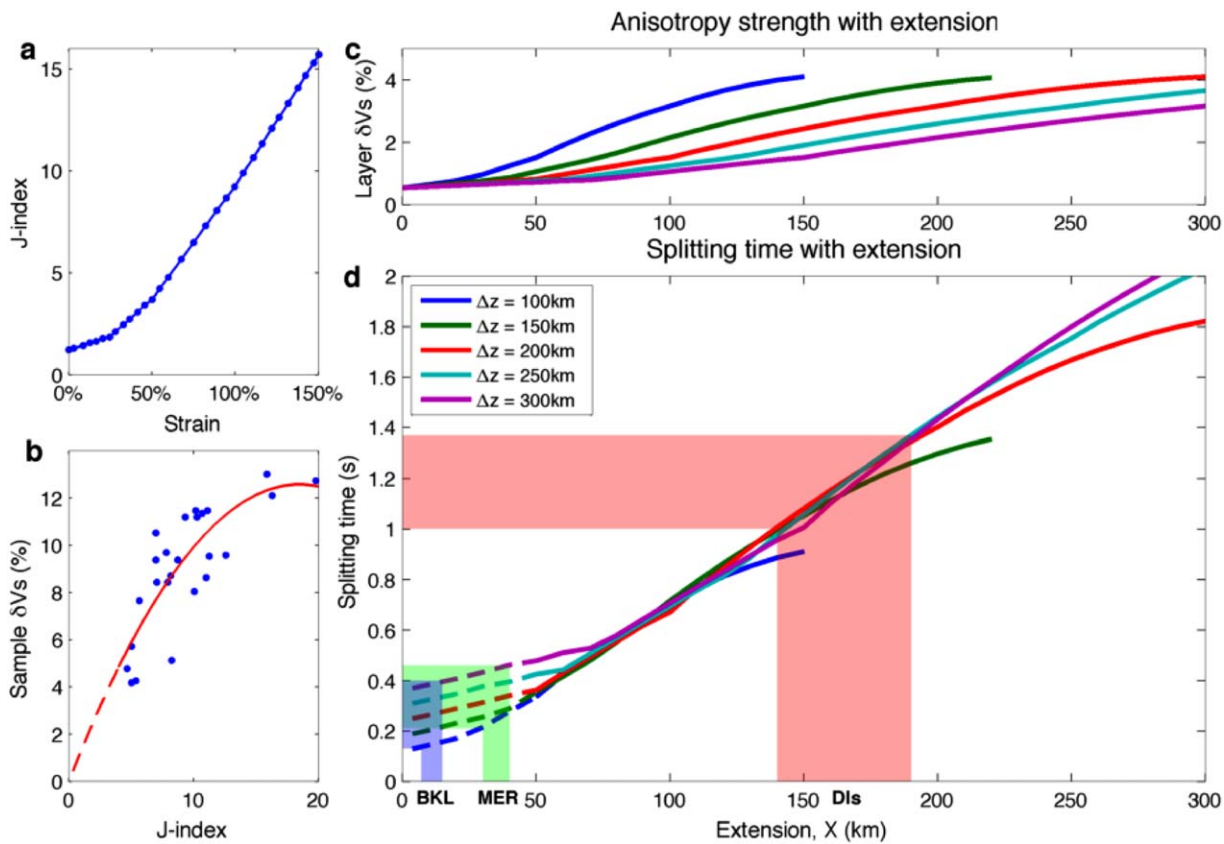 Anisotropy strength with extension
a
15
10
5
0
0% 50% 100% 150%
J-index
Strain
c
4
2
0
0 50 100 150 200 250 300
Layer δVs (%)
Splitting time with extension
b
12
10
8
6
4
2
0
0 10 20
Sample δVs (%)
J-index
d
2
1.8
1.6
1.4
1.2
1
0.8
0.6
0.4
0.2
0
Δz = 100km
Δz = 150km
Δz = 200km
Δz = 250km
Δz = 300km
Splitting time (s)
0 50 100 150 200 250 300
BKL MER DIs
Extension, X (km)